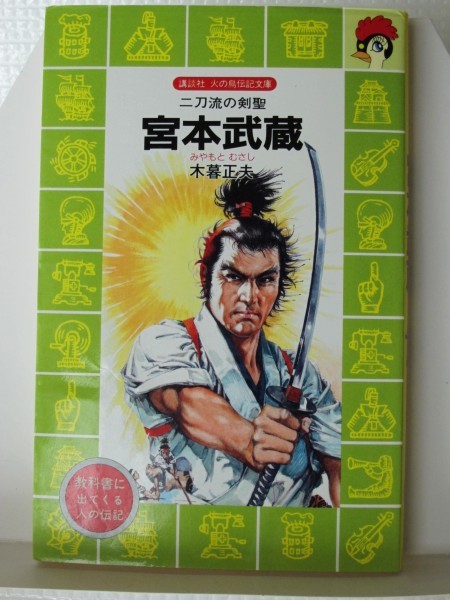 講談社 火の鳥伝記文庫
二刀流の剣聖
宮本武蔵
みやもと むさし
木暮正夫
教科書に
出てくる
人の伝記